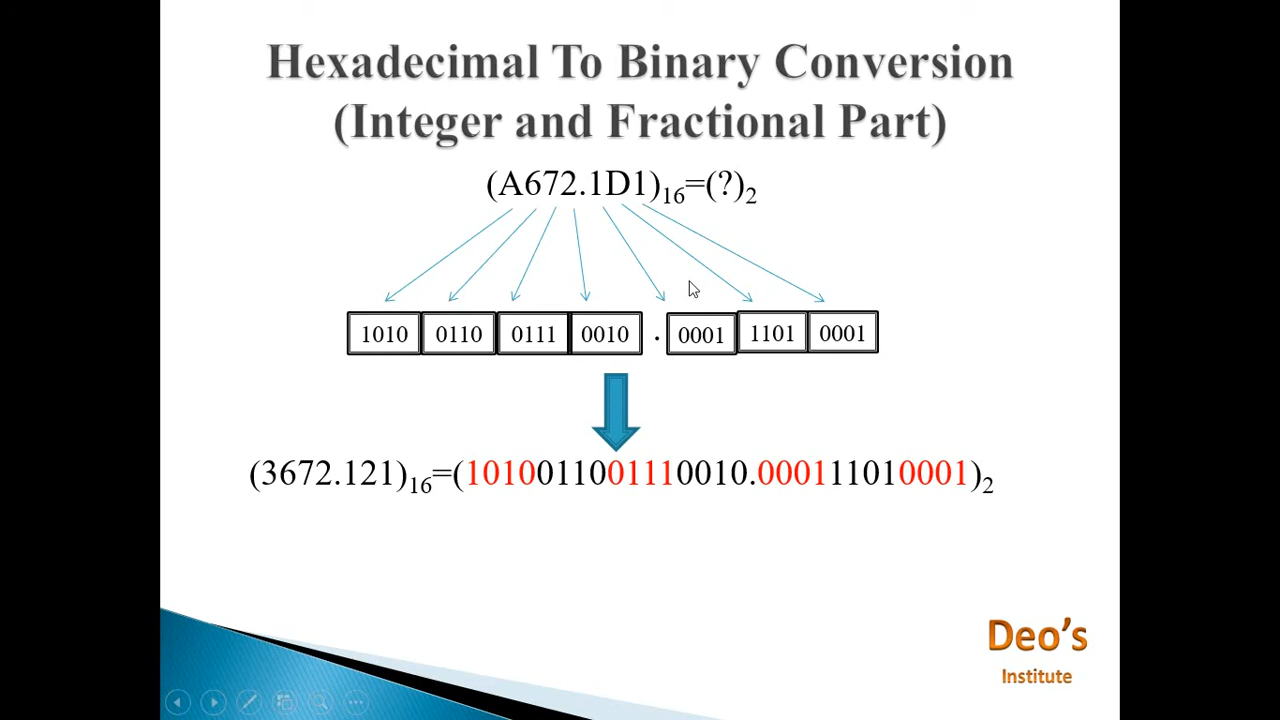 Hexadecimal To Binary Conversion
(Integer and Fractional Part)
(A672.1D1)₁₆=(?)₂
1010 0110 0111 0010 . 0001 1101 0001
(3672.121)₁₆=(1010011001110010.000111010001)₂
Deo's
Institute